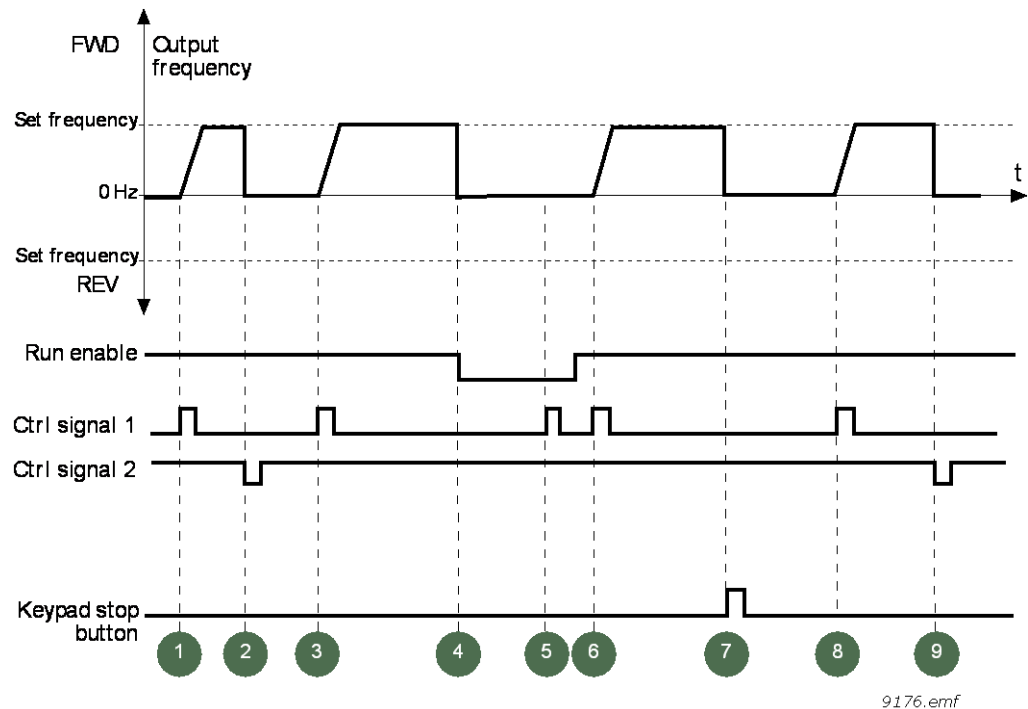 FWD
Output
frequency
Set frequency
t
0 Hz
Set frequency
REV
Run enable
Ctrl signal 1
Ctrl signal 2
Keypad stop
button
1 2 3 4 5 6 7 8 9
9176.emf